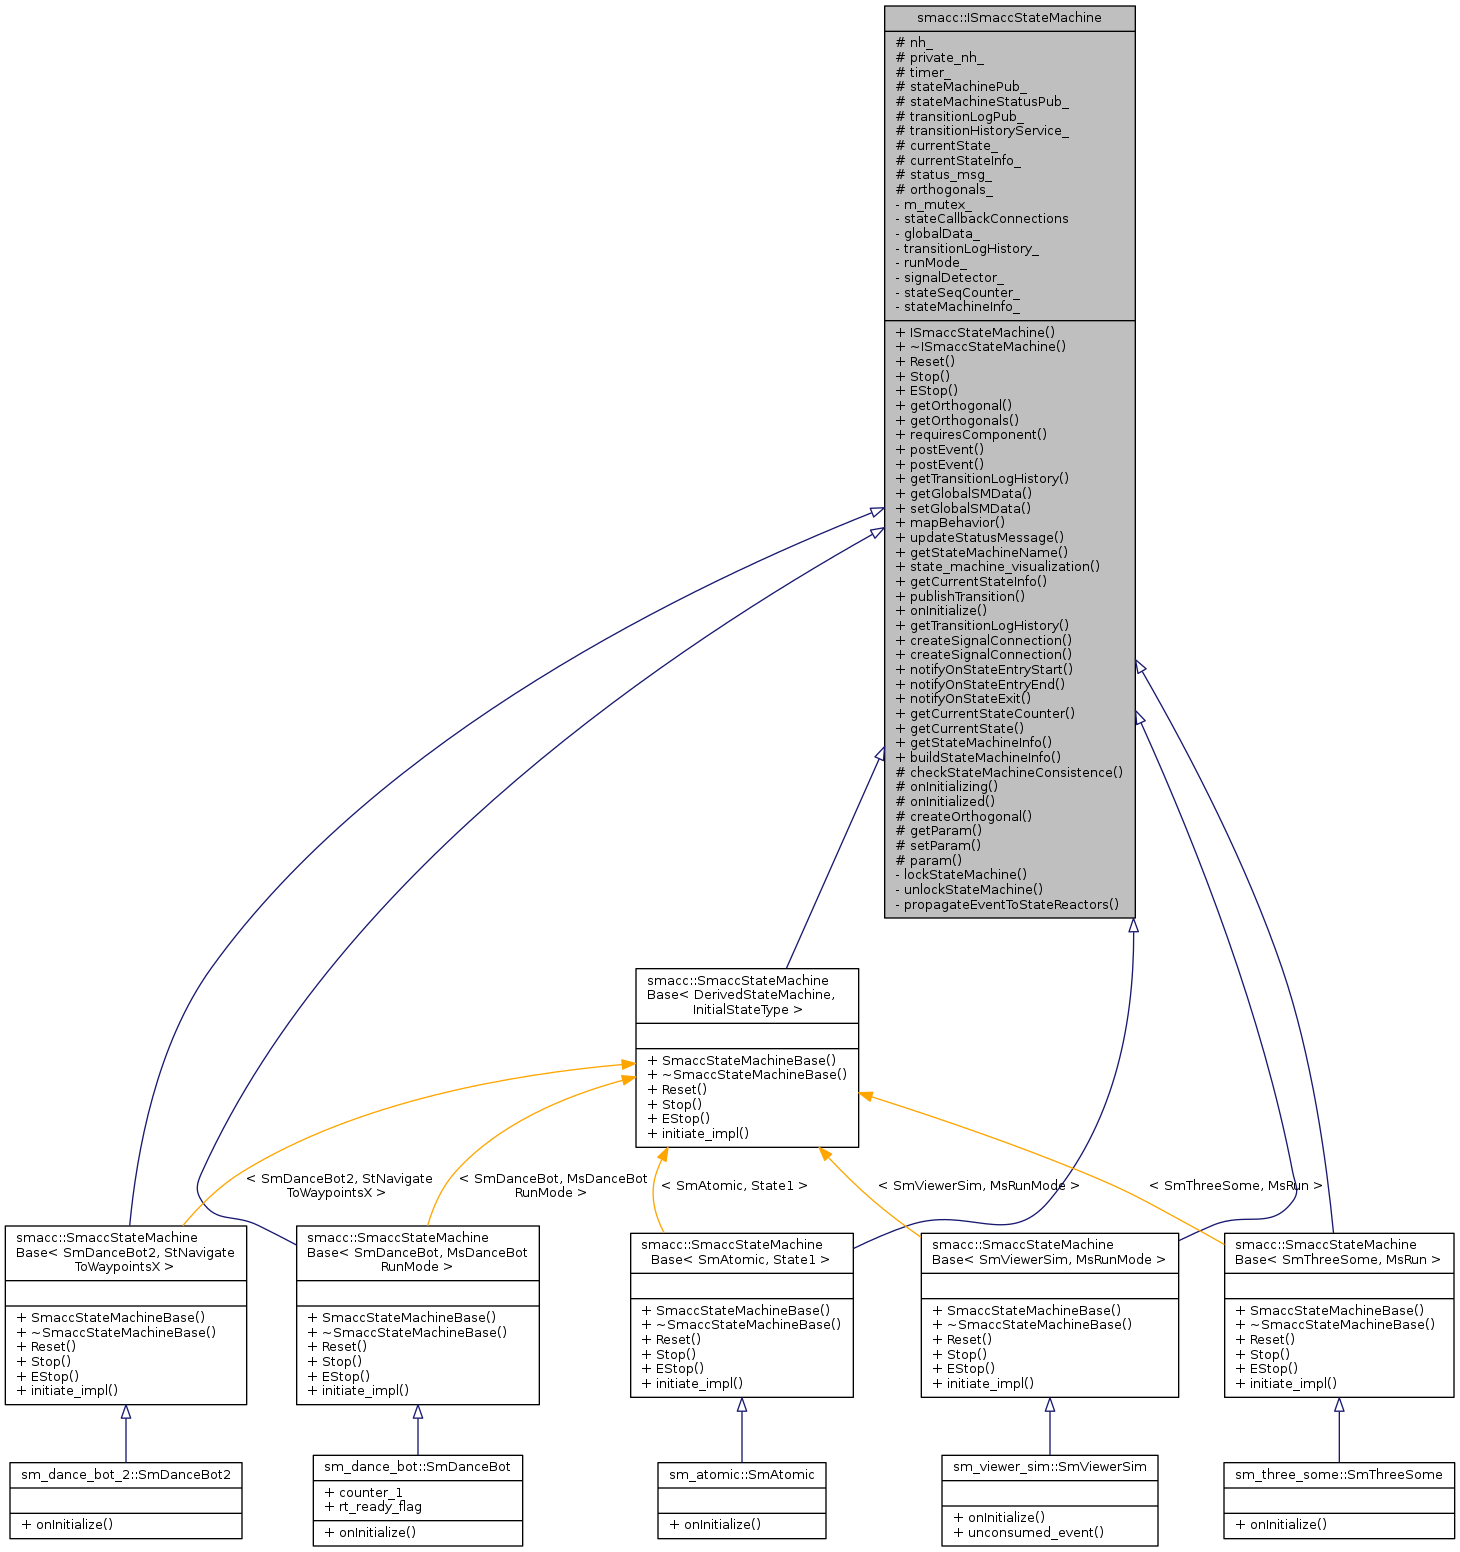 smacc::ISmaccStateMachine
# nh_
# private_nh_
# timer_
# stateMachinePub_
# stateMachineStatusPub_
# transitionLogPub_
# transitionHistoryService_
# currentState_
# currentStateInfo_
# status_msg_
# orthogonals_
- m_mutex_
- stateCallbackConnections
- globalData_
- transitionLogHistory_
- runMode_
- signalDetector_
- stateSeqCounter_
- stateMachineInfo_
+ ISmaccStateMachine()
+ ~ISmaccStateMachine()
+ Reset()
+ Stop()
+ EStop()
+ getOrthogonal()
+ getOrthogonals()
+ requiresComponent()
+ postEvent()
+ postEvent()
+ getTransitionLogHistory()
+ getGlobalSMData()
+ setGlobalSMData()
+ mapBehavior()
+ updateStatusMessage()
+ getStateMachineName()
+ state_machine_visualization()
+ getCurrentStateInfo()
+ publishTransition()
+ onInitialize()
+ getTransitionLogHistory()
+ createSignalConnection()
+ createSignalConnection()
+ notifyOnStateEntryStart()
+ notifyOnStateEntryEnd()
+ notifyOnStateExit()
+ getCurrentStateCounter()
+ getCurrentState()
+ getStateMachineInfo()
+ buildStateMachineInfo()
# checkStateMachineConsistence()
# onInitializing()
# onInitialized()
# createOrthogonal()
# getParam()
# setParam()
# param()
- lockStateMachine()
- unlockStateMachine()
- propagateEventToStateReactors()
smacc::SmaccStateMachine
Base< DerivedStateMachine,
InitialStateType >
+ SmaccStateMachineBase()
+ ~SmaccStateMachineBase()
+ Reset()
+ Stop()
+ EStop()
+ initiate_impl()
< SmDanceBot2, StNavigate
ToWaypointsX >
< SmDanceBot, MsDanceBot
RunMode >
< SmAtomic, State1 >
< SmViewerSim, MsRunMode >
< SmThreeSome, MsRun >
smacc::SmaccStateMachine
Base< SmDanceBot2, StNavigate
ToWaypointsX >
+ SmaccStateMachineBase()
+ ~SmaccStateMachineBase()
+ Reset()
+ Stop()
+ EStop()
+ initiate_impl()
smacc::SmaccStateMachine
Base< SmDanceBot, MsDanceBot
RunMode >
+ SmaccStateMachineBase()
+ ~SmaccStateMachineBase()
+ Reset()
+ Stop()
+ EStop()
+ initiate_impl()
smacc::SmaccStateMachine
Base< SmAtomic, State1 >
+ SmaccStateMachineBase()
+ ~SmaccStateMachineBase()
+ Reset()
+ Stop()
+ EStop()
+ initiate_impl()
smacc::SmaccStateMachine
Base< SmViewerSim, MsRunMode >
+ SmaccStateMachineBase()
+ ~SmaccStateMachineBase()
+ Reset()
+ Stop()
+ EStop()
+ initiate_impl()
smacc::SmaccStateMachine
Base< SmThreeSome, MsRun >
+ SmaccStateMachineBase()
+ ~SmaccStateMachineBase()
+ Reset()
+ Stop()
+ EStop()
+ initiate_impl()
sm_dance_bot_2::SmDanceBot2
+ onInitialize()
sm_dance_bot::SmDanceBot
+ counter_1
+ rt_ready_flag
+ onInitialize()
sm_atomic::SmAtomic
+ onInitialize()
sm_viewer_sim::SmViewerSim
+ onInitialize()
+ unconsumed_event()
sm_three_some::SmThreeSome
+ onInitialize()